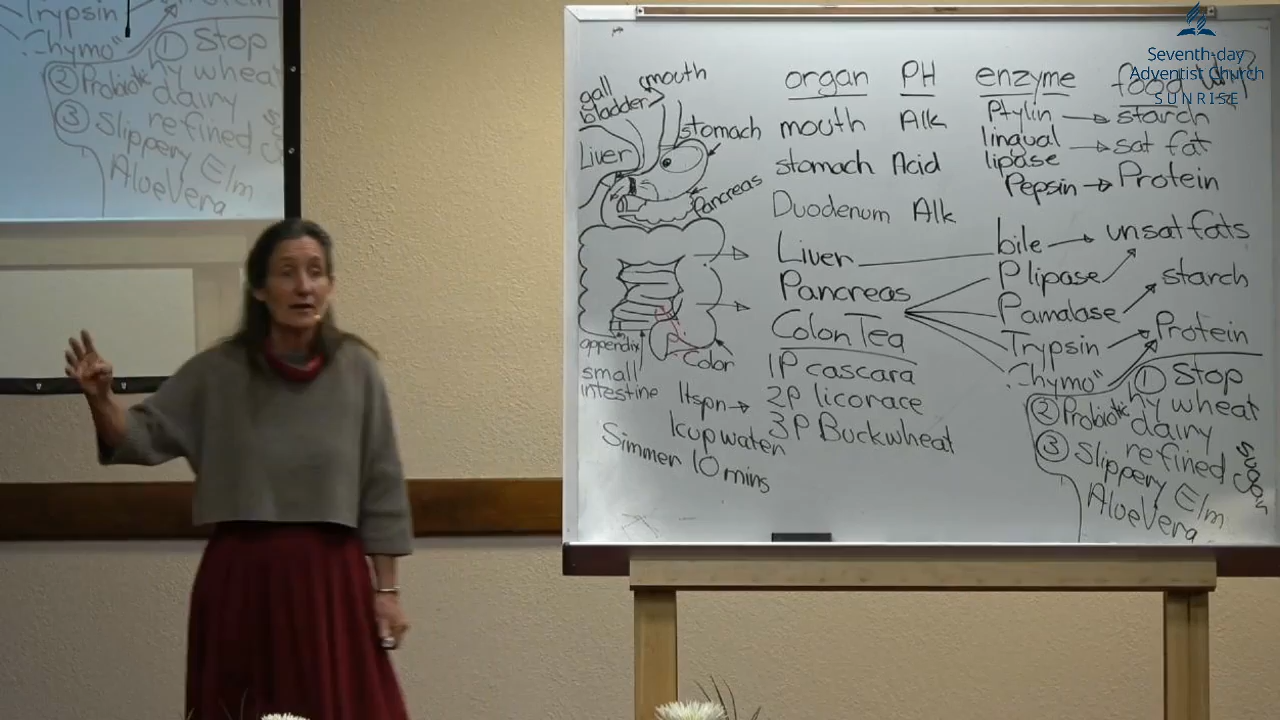 Trypsin
Chymo"
① Stop
② Probiotic hy wheat
dairy
③ Slippery refined
Elm
AloeVera
Seventh-day
Adventist Church
SUNRISE
mouth
gall
bladder
stomach
Liver
Pancreas
appendix
Colon
small
intestine
organ PH enzyme food
mouth Alk Ptylin → starch
lingual
lipase → sat fat
stomach Acid Pepsin → Protein
Duodenum Alk
Liver bile → unsat fats
Pancreas P lipase
Pamalase starch
Trypsin Protein
Chymo"
Colon Tea
1P cascara
1tspn → 2P licorace
1cup water 3P Buckwheat
Simmer 10 mins
① Stop
② Probiotic hy wheat
dairy
③ Slippery refined sugar
Elm
AloeVera